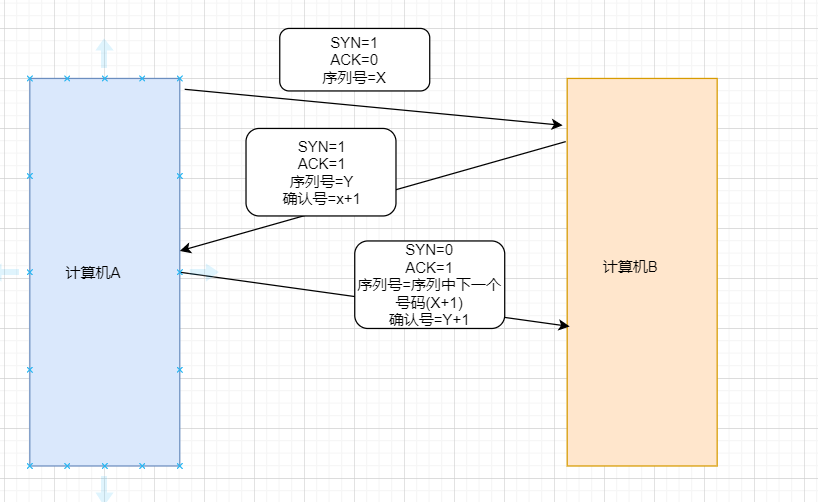 SYN=1
ACK=0
序列号=X
SYN=1
ACK=1
序列号=Y
确认号=x+1
SYN=0
ACK=1
序列号=序列中下一个
号码(X+1)
确认号=Y+1
计算机A
计算机B